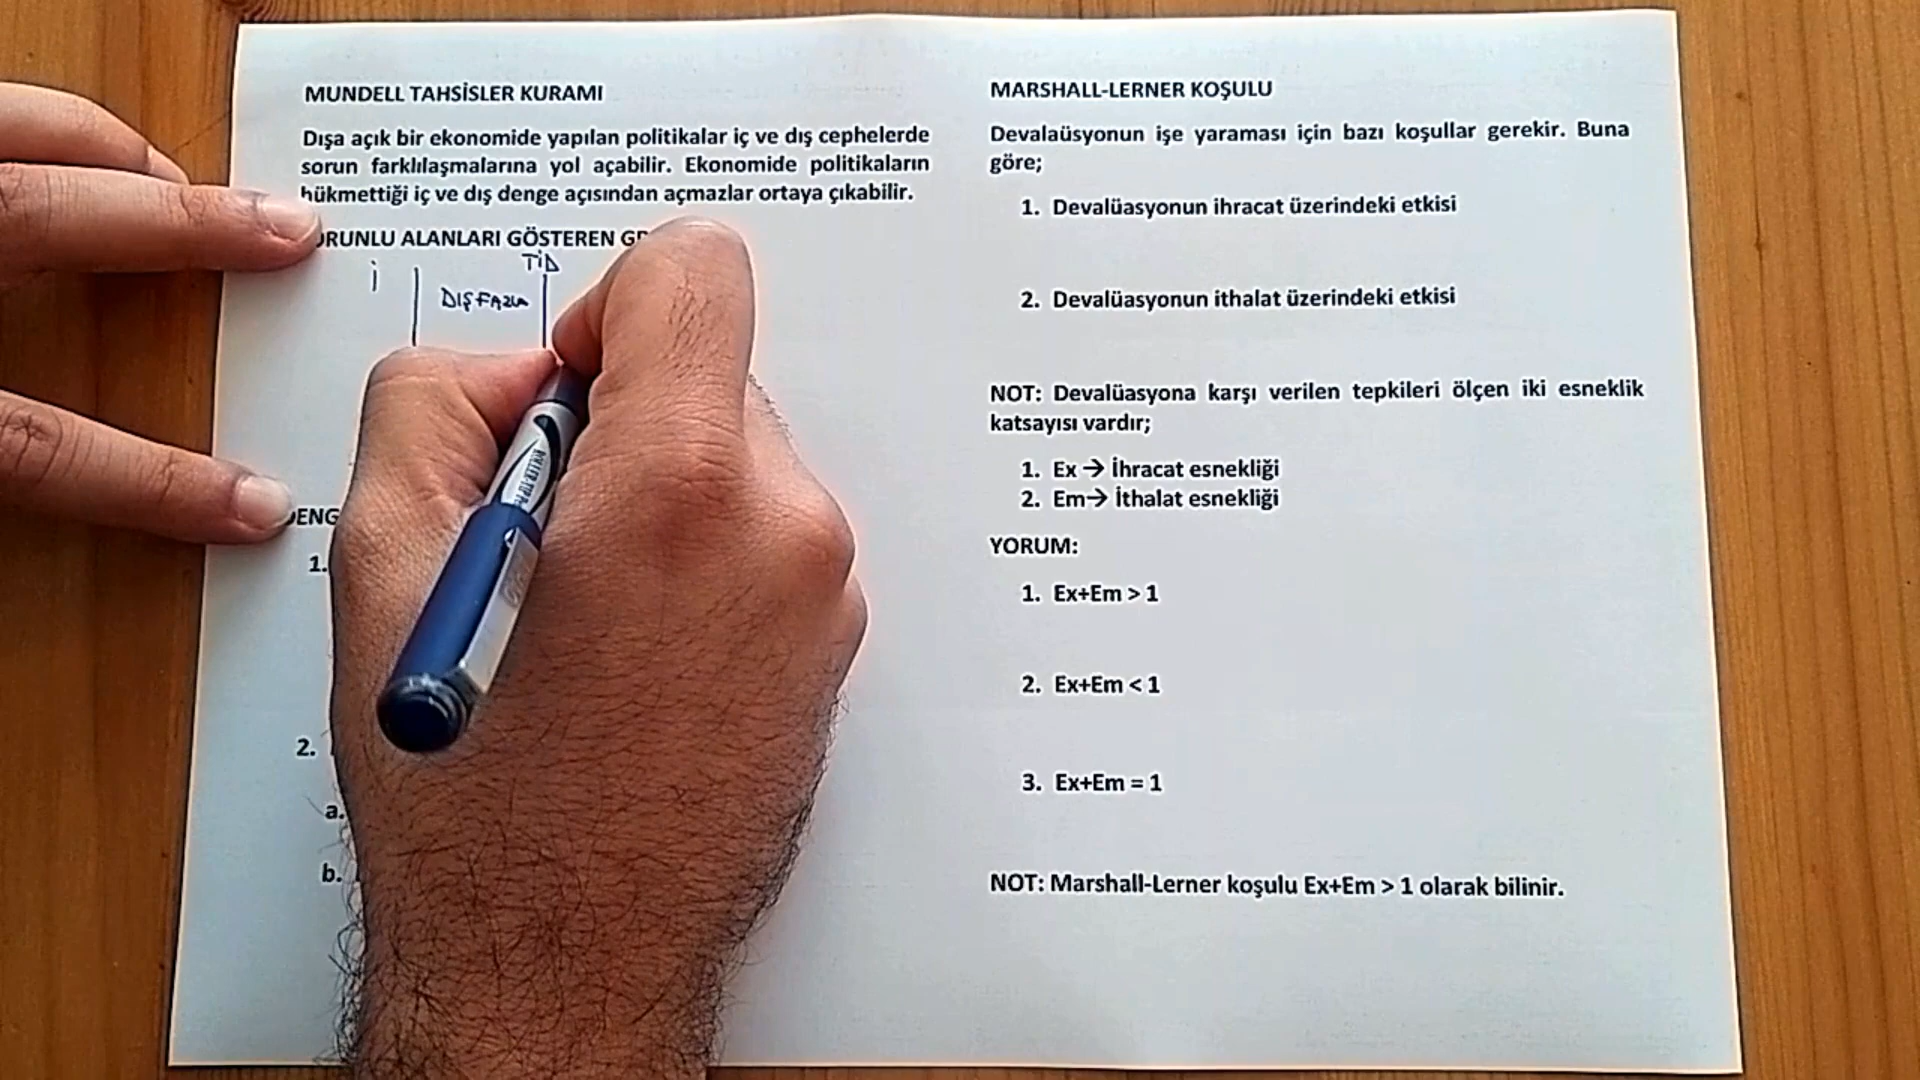 MUNDELL TAHSİSLER KURAMI
Dışa açık bir ekonomide yapılan politikalar iç ve dış cephelerde
sorun farklılaşmalarına yol açabilir. Ekonomide politikaların
hükmettiği iç ve dış denge açısından açmazlar ortaya çıkabilir.
ORUNLU ALANLARI GÖSTEREN GR
TİD
i
DIŞ FAZLA
DENG
1.
2.
a.
b.
MARSHALL-LERNER KOŞULU
Devalaüsyonun işe yaraması için bazı koşullar gerekir. Buna
göre;
1. Devalüasyonun ihracat üzerindeki etkisi
2. Devalüasyonun ithalat üzerindeki etkisi
NOT: Devalüasyona karşı verilen tepkileri ölçen iki esneklik
katsayısı vardır;
1. Ex → İhracat esnekliği
2. Em→ İthalat esnekliği
YORUM:
1. Ex+Em > 1
2. Ex+Em < 1
3. Ex+Em = 1
NOT: Marshall-Lerner koşulu Ex+Em > 1 olarak bilinir.